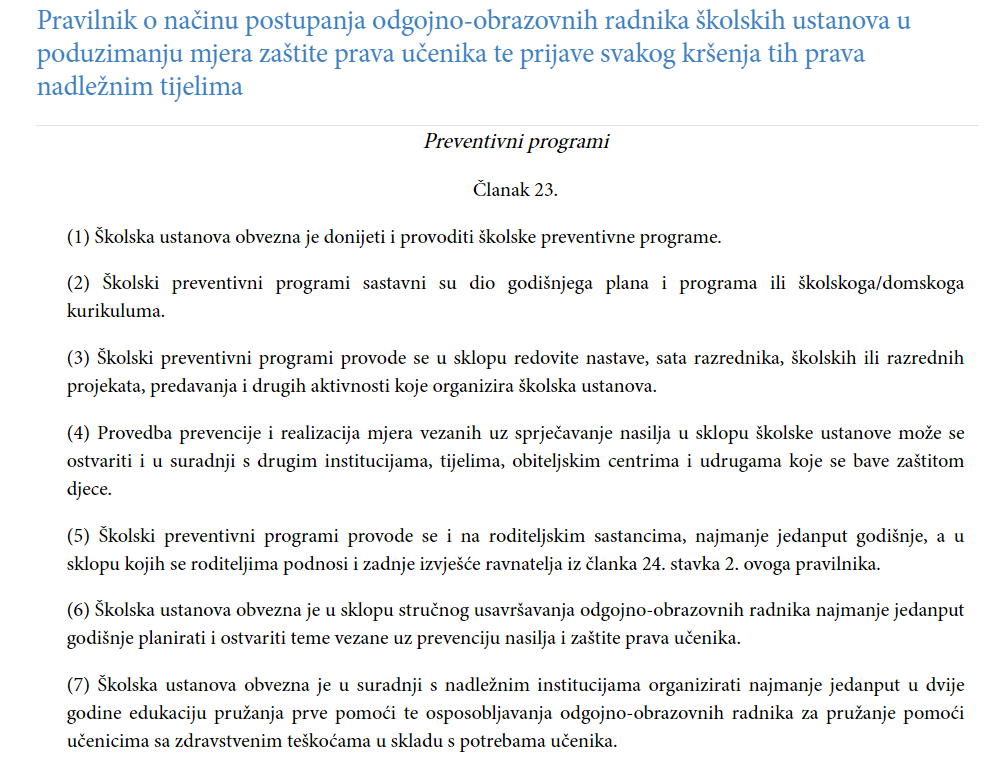 Pravilnik o načinu postupanja odgojno-obrazovnih radnika školskih ustanova u
poduzimanju mjera zaštite prava učenika te prijave svakog kršenja tih prava
nadležnim tijelima
Preventivni programi
Članak 23.
(1) Školska ustanova obvezna je donijeti i provoditi školske preventivne programe.
(2) Školski preventivni programi sastavni su dio godišnjega plana i programa ili školskoga/domskoga
kurikuluma.
(3) Školski preventivni programi provode se u sklopu redovite nastave, sata razrednika, školskih ili razrednih
projekata, predavanja i drugih aktivnosti koje organizira školska ustanova.
(4) Provedba prevencije i realizacija mjera vezanih uz sprječavanje nasilja u sklopu školske ustanove može se
ostvariti i u suradnji s drugim institucijama, tijelima, obiteljskim centrima i udrugama koje se bave zaštitom
djece.
(5) Školski preventivni programi provode se i na roditeljskim sastancima, najmanje jedanput godišnje, a u
sklopu kojih se roditeljima podnosi i zadnje izvješće ravnatelja iz članka 24. stavka 2. ovoga pravilnika.
(6) Školska ustanova obvezna je u sklopu stručnog usavršavanja odgojno-obrazovnih radnika najmanje jedanput
godišnje planirati i ostvariti teme vezane uz prevenciju nasilja i zaštite prava učenika.
(7) Školska ustanova obvezna je u suradnji s nadležnim institucijama organizirati najmanje jedanput u dvije
godine edukaciju pružanja prve pomoći te osposobljavanja odgojno-obrazovnih radnika za pružanje pomoći
učenicima sa zdravstvenim teškoćama u skladu s potrebama učenika.